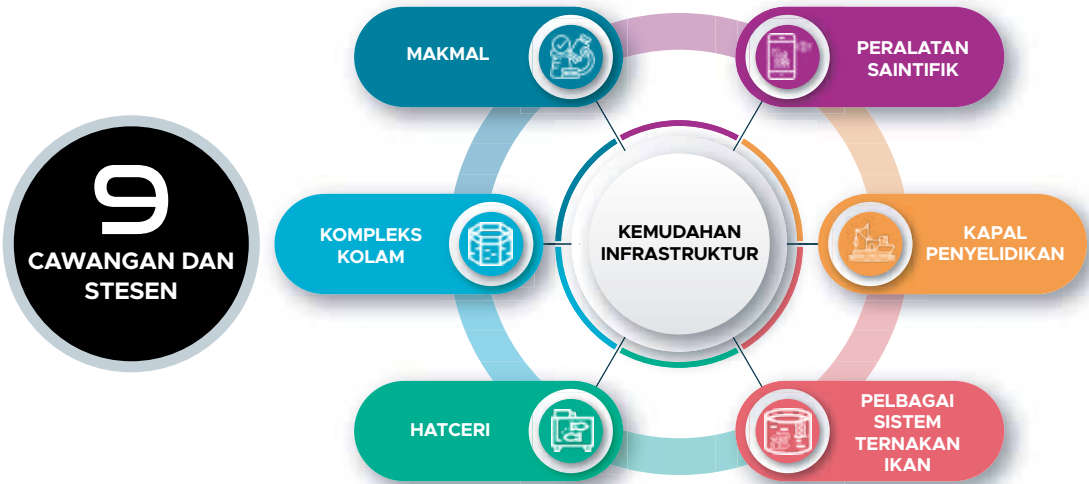 9
CAWANGAN DAN
STESEN
MAKMAL
PERALATAN
SAINTIFIK
KOMPLEKS
KOLAM
KEMUDAHAN
INFRASTRUKTUR
KAPAL
PENYELIDIKAN
HATCERI
PELBAGAI
SISTEM
TERNAKAN
IKAN